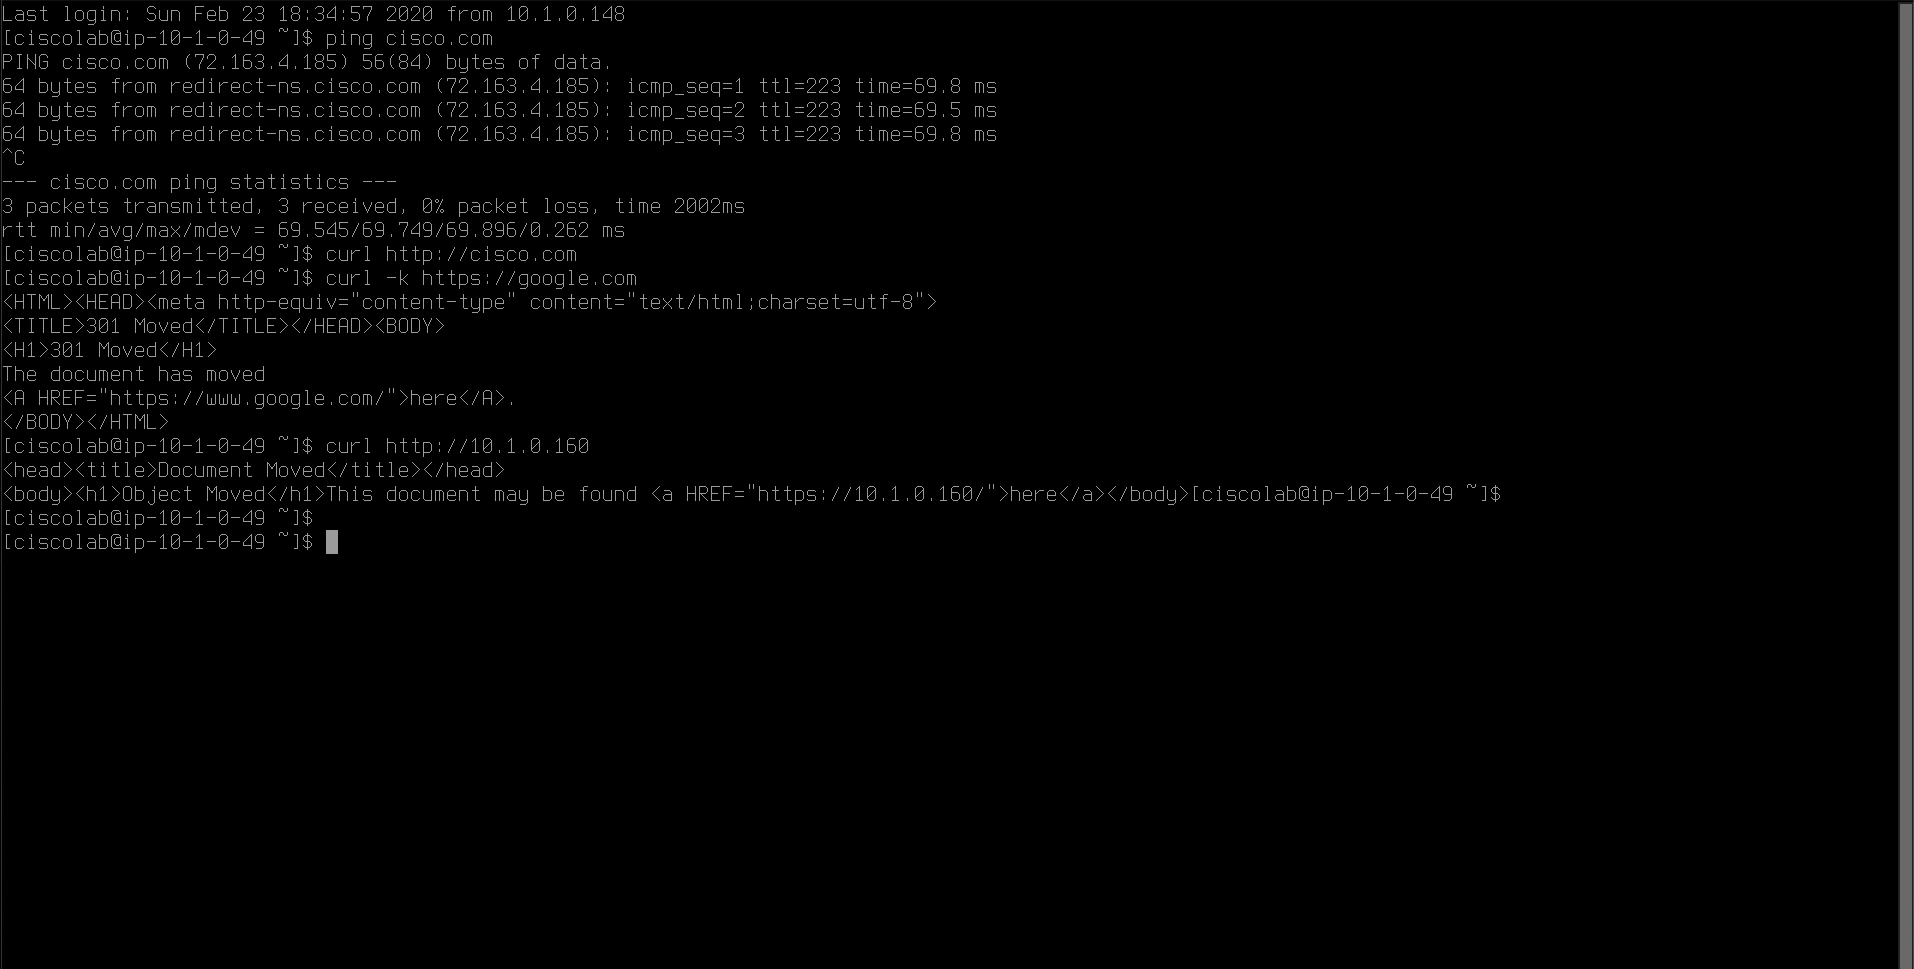 Last login: Sun Feb 23 18:34:57 2020 from 10.1.0.148
[ciscolab@ip-10-1-0-49 ~]$ ping cisco.com
PING cisco.com (72.163.4.185) 56(84) bytes of data.
64 bytes from redirect-ns.cisco.com (72.163.4.185): icmp_seq=1 ttl=223 time=69.8 ms
64 bytes from redirect-ns.cisco.com (72.163.4.185): icmp_seq=2 ttl=223 time=69.5 ms
64 bytes from redirect-ns.cisco.com (72.163.4.185): icmp_seq=3 ttl=223 time=69.8 ms
^C
--- cisco.com ping statistics ---
3 packets transmitted, 3 received, 0% packet loss, time 2002ms
rtt min/avg/max/mdev = 69.545/69.749/69.896/0.262 ms
[ciscolab@ip-10-1-0-49 ~]$ curl http://cisco.com
[ciscolab@ip-10-1-0-49 ~]$ curl -k https://google.com
<HTML><HEAD><meta http-equiv="content-type" content="text/html;charset=utf-8">
<TITLE>301 Moved</TITLE></HEAD><BODY>
<H1>301 Moved</H1>
The document has moved
<A HREF="https://www.google.com/">here</A>.
</BODY></HTML>
[ciscolab@ip-10-1-0-49 ~]$ curl http://10.1.0.160
<head><title>Document Moved</title></head>
<body><h1>Object Moved</h1>This document may be found <a HREF="https://10.1.0.160/">here</a></body>[ciscolab@ip-10-1-0-49 ~]$
[ciscolab@ip-10-1-0-49 ~]$
[ciscolab@ip-10-1-0-49 ~]$